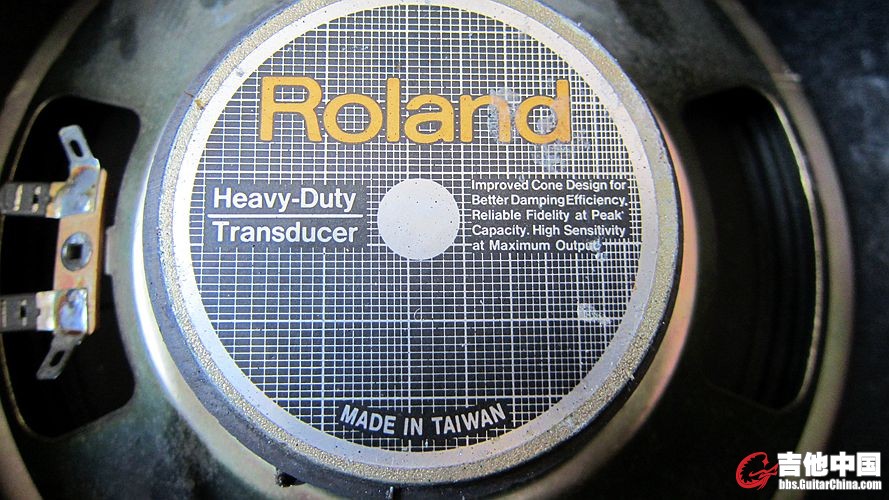 Roland
Heavy-Duty
Transducer
Improved Cone Design for
Better Damping Efficiency.
Reliable Fidelity at Peak
Capacity. High Sensitivity
at Maximum Output.
MADE IN TAIWAN
吉他中国
bbs.GuitarChina.com